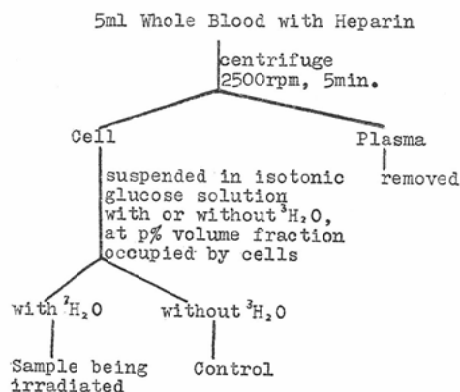 5ml Whole Blood with Heparin
centrifuge
2500rpm, 5min.
Cell
Plasma
suspended in isotonic
glucose solution
with or without ³H₂O,
at p% volume fraction
occupied by cells
removed
with ³H₂O
without ³H₂O
Sample being
irradiated
Control